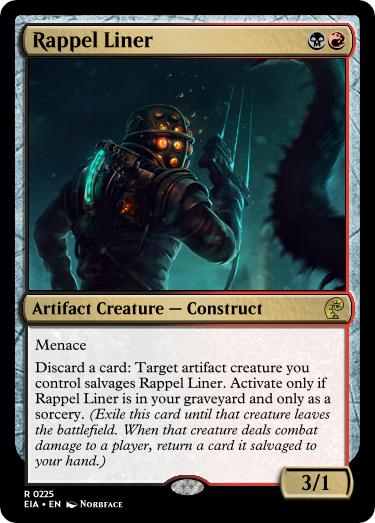 Rappel Liner
Artifact Creature — Construct
Menace
Discard a card: Target artifact creature you
control salvages Rappel Liner. Activate only if
Rappel Liner is in your graveyard and only as a
sorcery. (Exile this card until that creature leaves
the battlefield. When that creature deals combat
damage to a player, return a card it salvaged to
your hand.)
3/1
R 0225
EIA • EN NORBFACE